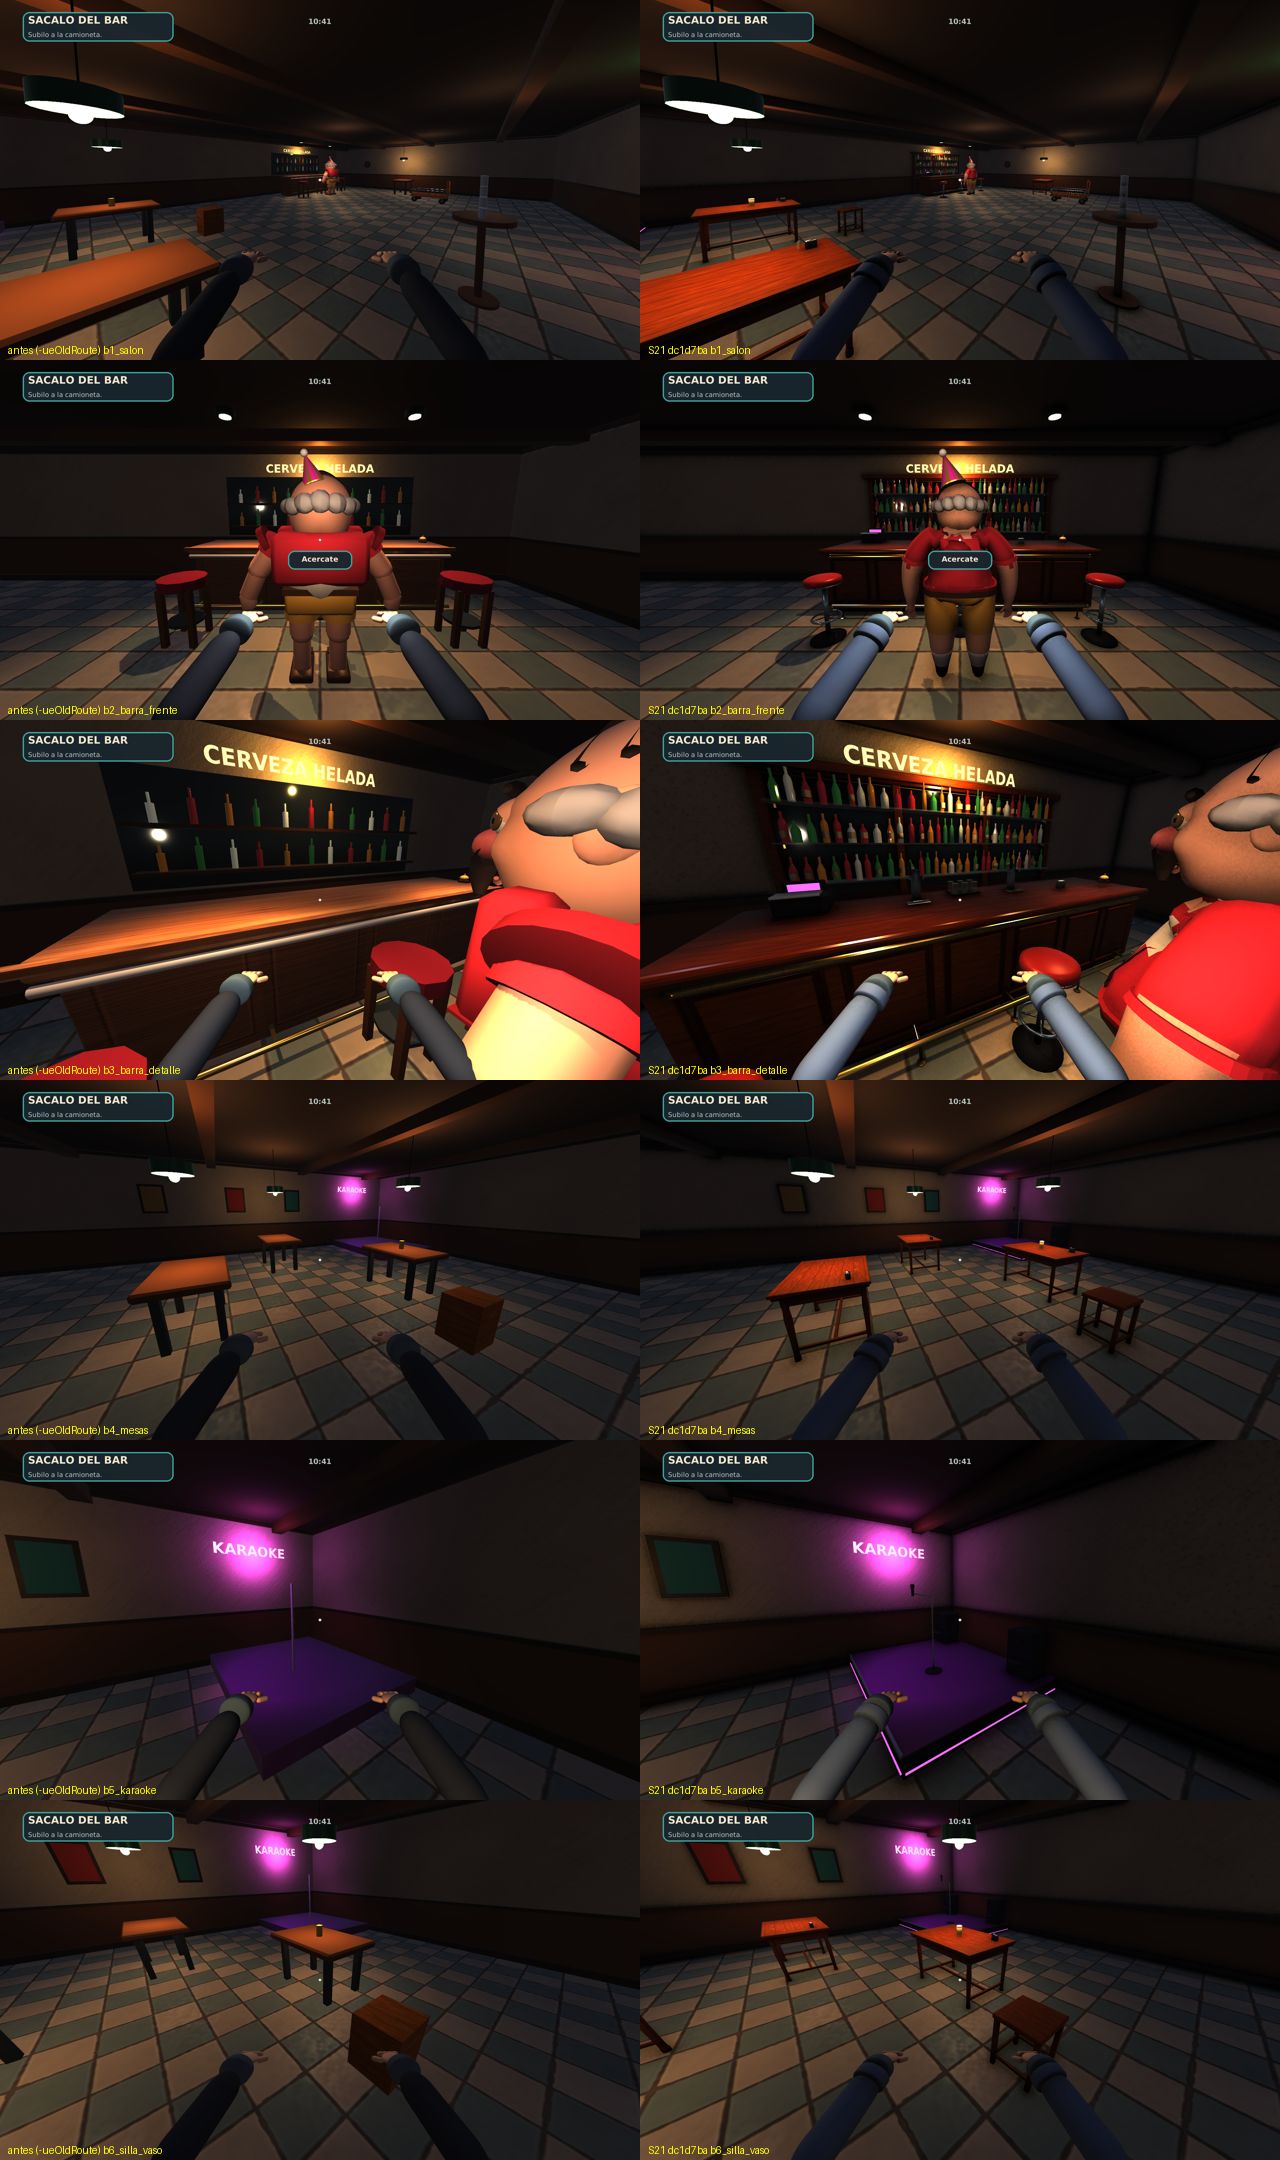 SACALO DEL BAR
Subilo a la camioneta.
10:41
CERVEZA HELADA
antes (-ueOldRoute) b1_salon
SACALO DEL BAR
Subilo a la camioneta.
10:41
CERVEZA HELADA
S21 dc1d7ba b1_salon
SACALO DEL BAR
Subilo a la camioneta.
10:41
CERVE HELADA
Acercate
antes (-ueOldRoute) b2_barra_frente
SACALO DEL BAR
Subilo a la camioneta.
10:41
CERVE HELADA
Acercate
S21 dc1d7ba b2_barra_frente
SACALO DEL BAR
Subilo a la camioneta.
10:41
CERVEZA HELADA
antes (-ueOldRoute) b3_barra_detalle
SACALO DEL BAR
Subilo a la camioneta.
10:41
CERVEZA HELADA
S21 dc1d7ba b3_barra_detalle
SACALO DEL BAR
Subilo a la camioneta.
10:41
KARAOKE
antes (-ueOldRoute) b4_mesas
SACALO DEL BAR
Subilo a la camioneta.
10:41
KARAOKE
S21 dc1d7ba b4_mesas
SACALO DEL BAR
Subilo a la camioneta.
10:41
KARAOKE
antes (-ueOldRoute) b5_karaoke
SACALO DEL BAR
Subilo a la camioneta.
10:41
KARAOKE
S21 dc1d7ba b5_karaoke
SACALO DEL BAR
Subilo a la camioneta.
10:41
KARAOKE
antes (-ueOldRoute) b6_silla_vaso
SACALO DEL BAR
Subilo a la camioneta.
10:41
KARAOKE
S21 dc1d7ba b6_silla_vaso